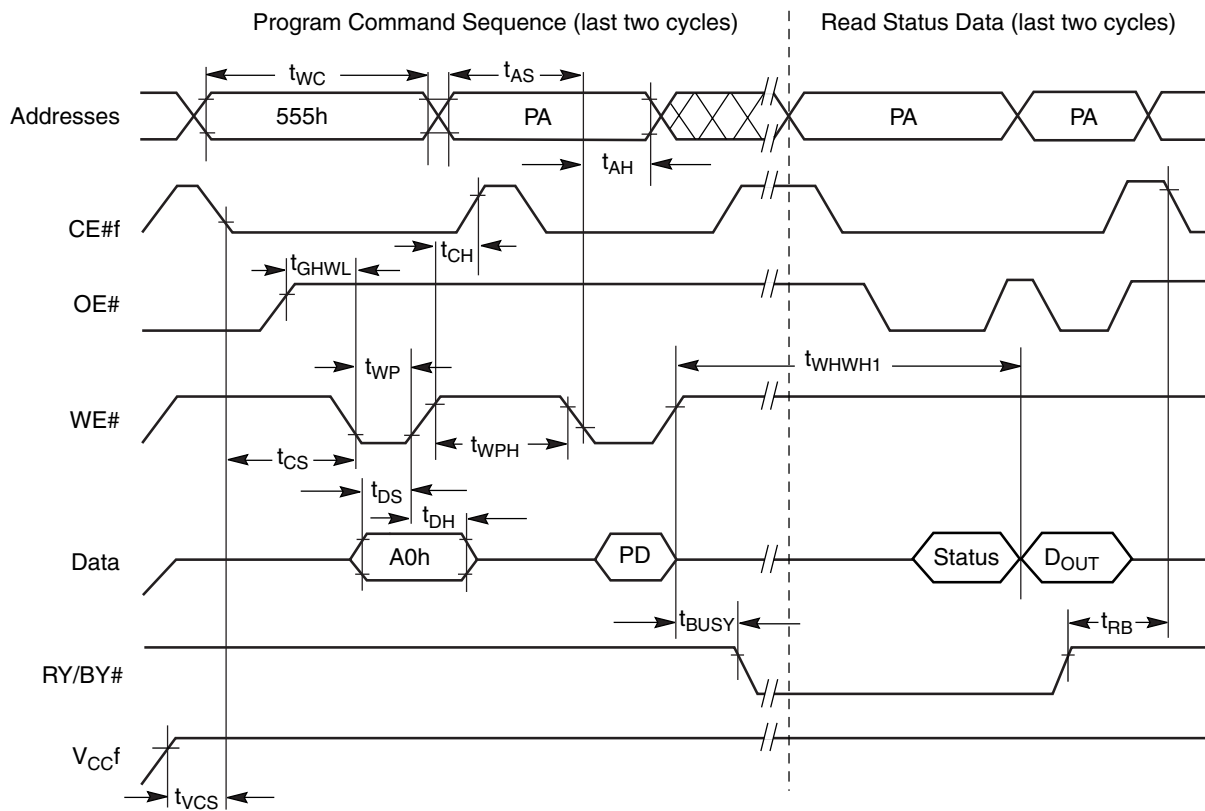 Program Command Sequence (last two cycles) Read Status Data (last two cycles)
tWC tAS
Addresses 555h PA PA PA
tAH
CE#f
tCH
tGHWL
OE#
tWP tWHWH1
WE#
tWPH
tCS
tDS
tDH
Data A0h PD Status DOUT
tBUSY tRB
RY/BY#
VCCf
tVCS